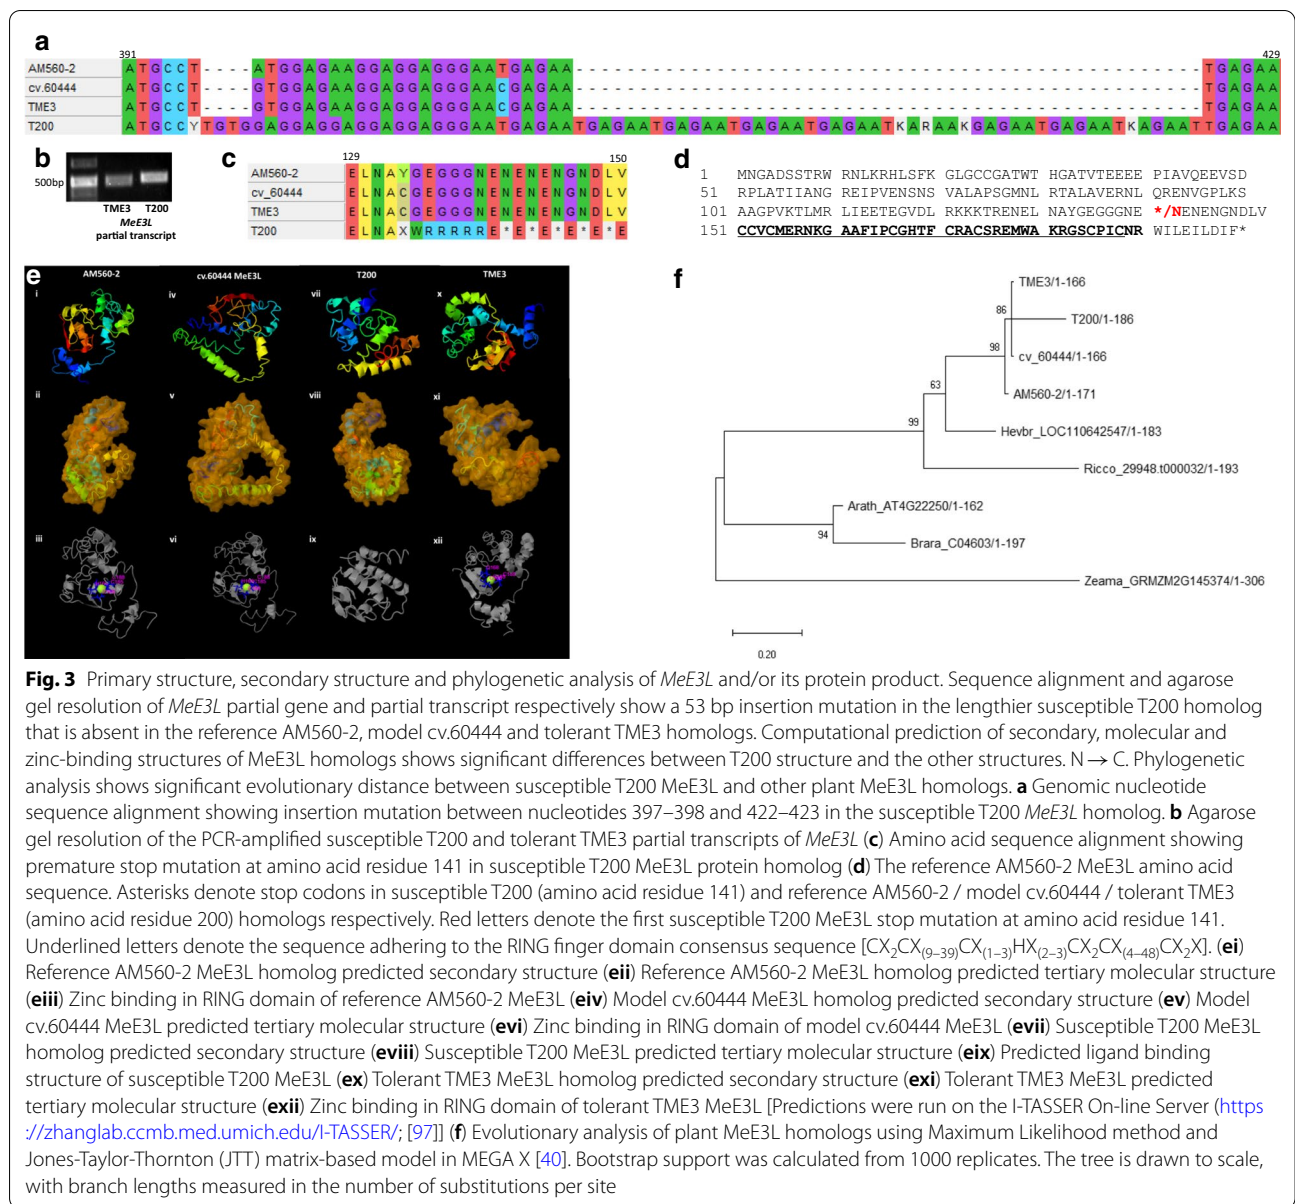 a
391
429
AM560-2 ATGCCT----ATGGAGAAGGAGGAGGGAATGAGAA-----------------------------------------TGAGAA
cv.60444 ATGCCT----GTGGAGAAGGAGGAGGGAACGAGAA-----------------------------------------TGAGAA
TME3 ATGCCT----GTGGAGAAGGAGGAGGGAACGAGAA-----------------------------------------TGAGAA
T200 ATGCCYTGTGGAGGAGGAGGAGGAGGGAATGAGAATGAGAATGAGAATGAGAATGAGAATKARAAKGAGAATGAGAATKAGAATTGAGAA
b
500bp
TME3 T200
MeE3L
partial transcript
c
129
150
AM560-2 ELNAYGEGGGNENENENGNDLV
cv_60444 ELNACGEGGGNENENENGNDLV
TME3 ELNACGEGGGNENENENGNDLV
T200 ELNAXWRRRRRE*E*E*E*E*E
d
1 MNGADSSTRW RNLKRHLSFK GLGCCGATWT HGATVTEEEE PIAVQEEVSD
51 RPLATIIANG REIPVENSNS VALAPSGMNL RTALAVERNL QRENVGPLKS
101 AAGPVKTLMR LIEETEGVDL RKKKTRENEL NAYGEGGGNE */NENENGNDLV
151 CCVCMERNKG AAFIPCGHTF CRACSREMWA KRGSCPICNR WILEILDIF*
e
AM560-2
cv.60444 MeE3L
T200
TME3
i
iv
vii
x
ii
v
viii
xi
iii
vi
ix
xii
f
TME3/1-166
86
T200/1-186
98
cv_60444/1-166
63
AM560-2/1-171
99
Hevbr_LOC110642547/1-183
Ricco_29948.t000032/1-193
Arath_AT4G22250/1-162
94
Brara_C04603/1-197
Zeama_GRMZM2G145374/1-306
0.20
Fig. 3 Primary structure, secondary structure and phylogenetic analysis of MeE3L and/or its protein product. Sequence alignment and agarose
gel resolution of MeE3L partial gene and partial transcript respectively show a 53 bp insertion mutation in the lengthier susceptible T200 homolog
that is absent in the reference AM560-2, model cv.60444 and tolerant TME3 homologs. Computational prediction of secondary, molecular and
zinc-binding structures of MeE3L homologs shows significant differences between T200 structure and the other structures. N → C. Phylogenetic
analysis shows significant evolutionary distance between susceptible T200 MeE3L and other plant MeE3L homologs. a Genomic nucleotide
sequence alignment showing insertion mutation between nucleotides 397–398 and 422–423 in the susceptible T200 MeE3L homolog. b Agarose
gel resolution of the PCR-amplified susceptible T200 and tolerant TME3 partial transcripts of MeE3L (c) Amino acid sequence alignment showing
premature stop mutation at amino acid residue 141 in susceptible T200 MeE3L protein homolog (d) The reference AM560-2 MeE3L amino acid
sequence. Asterisks denote stop codons in susceptible T200 (amino acid residue 141) and reference AM560-2 / model cv.60444 / tolerant TME3
(amino acid residue 200) homologs respectively. Red letters denote the first susceptible T200 MeE3L stop mutation at amino acid residue 141.
Underlined letters denote the sequence adhering to the RING finger domain consensus sequence [CX2CX(9–39)CX(1–3)HX(2–3)CX2CX(4–48)CX2X]. (ei)
Reference AM560-2 MeE3L homolog predicted secondary structure (eii) Reference AM560-2 MeE3L homolog predicted tertiary molecular structure
(eiii) Zinc binding in RING domain of reference AM560-2 MeE3L (eiv) Model cv.60444 MeE3L homolog predicted secondary structure (ev) Model
cv.60444 MeE3L predicted tertiary molecular structure (evi) Zinc binding in RING domain of model cv.60444 MeE3L (evii) Susceptible T200 MeE3L
homolog predicted secondary structure (eviii) Susceptible T200 MeE3L predicted tertiary molecular structure (eix) Predicted ligand binding
structure of susceptible T200 MeE3L (ex) Tolerant TME3 MeE3L homolog predicted secondary structure (exi) Tolerant TME3 MeE3L predicted
tertiary molecular structure (exii) Zinc binding in RING domain of tolerant TME3 MeE3L [Predictions were run on the I-TASSER On-line Server (https
://zhanglab.ccmb.med.umich.edu/I-TASSER/; [97]] (f) Evolutionary analysis of plant MeE3L homologs using Maximum Likelihood method and
Jones-Taylor-Thornton (JTT) matrix-based model in MEGA X [40]. Bootstrap support was calculated from 1000 replicates. The tree is drawn to scale,
with branch lengths measured in the number of substitutions per site